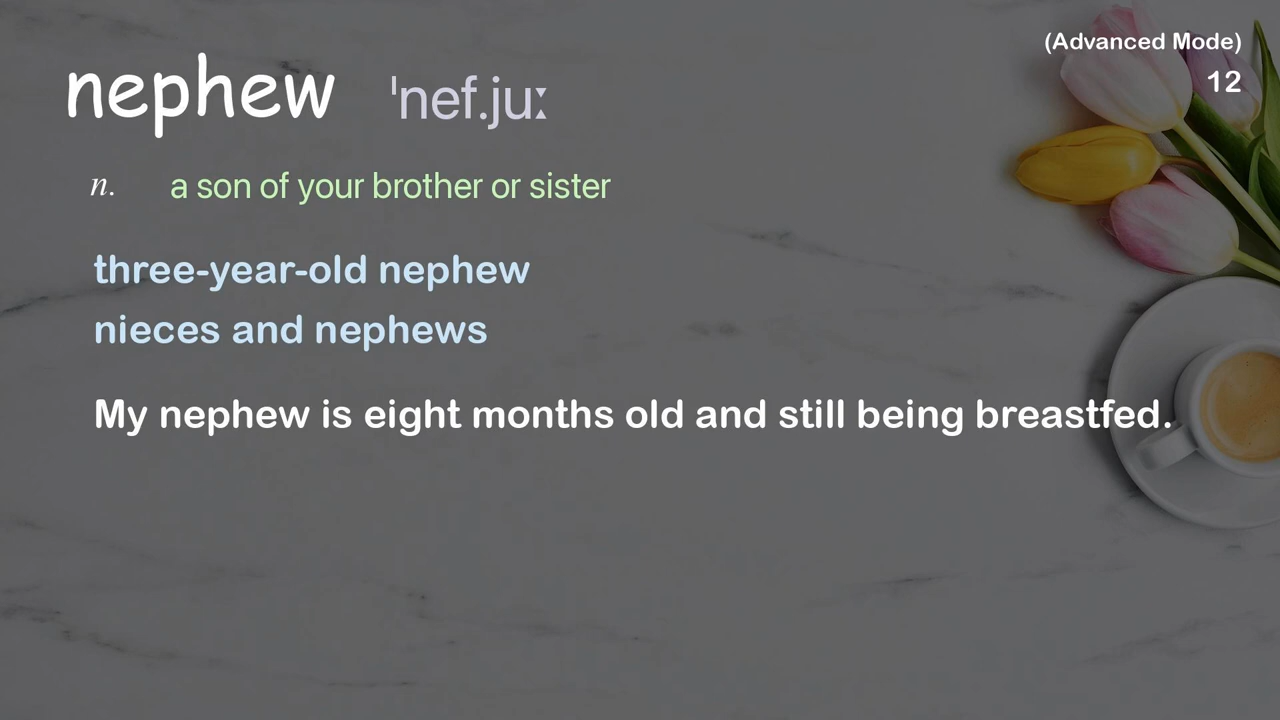 (Advanced Mode)
12
nephew ˈnef.juː
n. a son of your brother or sister
three-year-old nephew
nieces and nephews
My nephew is eight months old and still being breastfed.